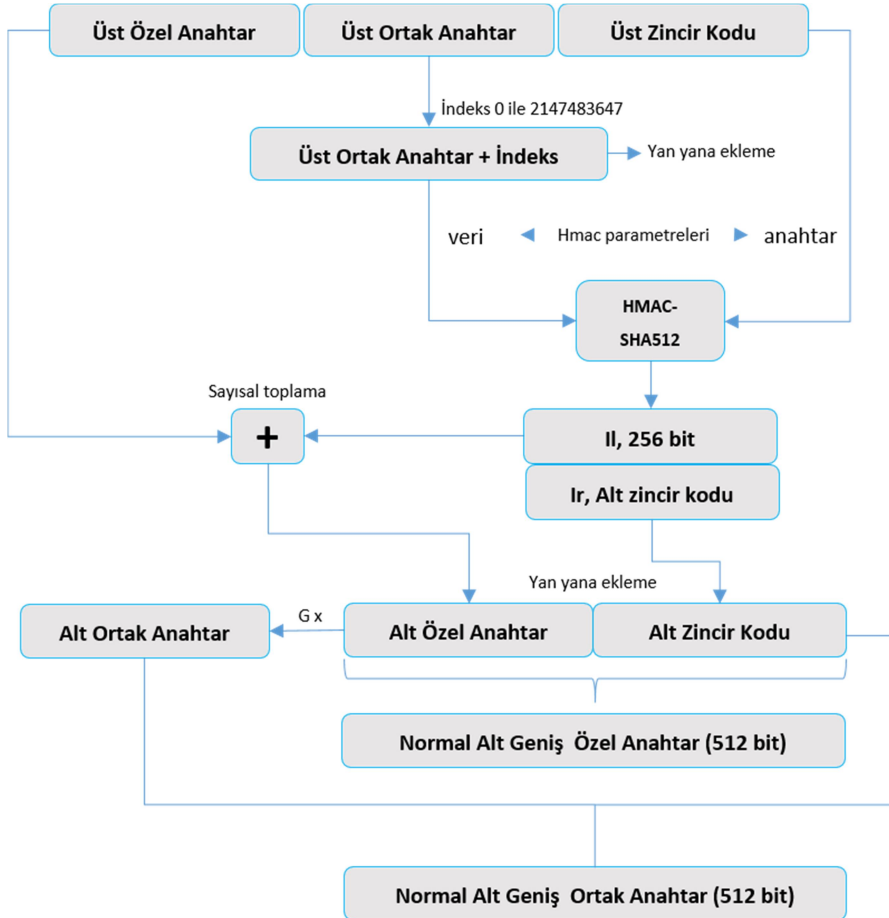 Üst Özel Anahtar
Üst Ortak Anahtar
Üst Zincir Kodu
İndeks 0 ile 2147483647
Üst Ortak Anahtar + İndeks
Yan yana ekleme
veri
Hmac parametreleri
anahtar
HMAC-
SHA512
Sayısal toplama
+
Il, 256 bit
Ir, Alt zincir kodu
Yan yana ekleme
Alt Ortak Anahtar
G x
Alt Özel Anahtar
Alt Zincir Kodu
Normal Alt Geniş Özel Anahtar (512 bit)
Normal Alt Geniş Ortak Anahtar (512 bit)